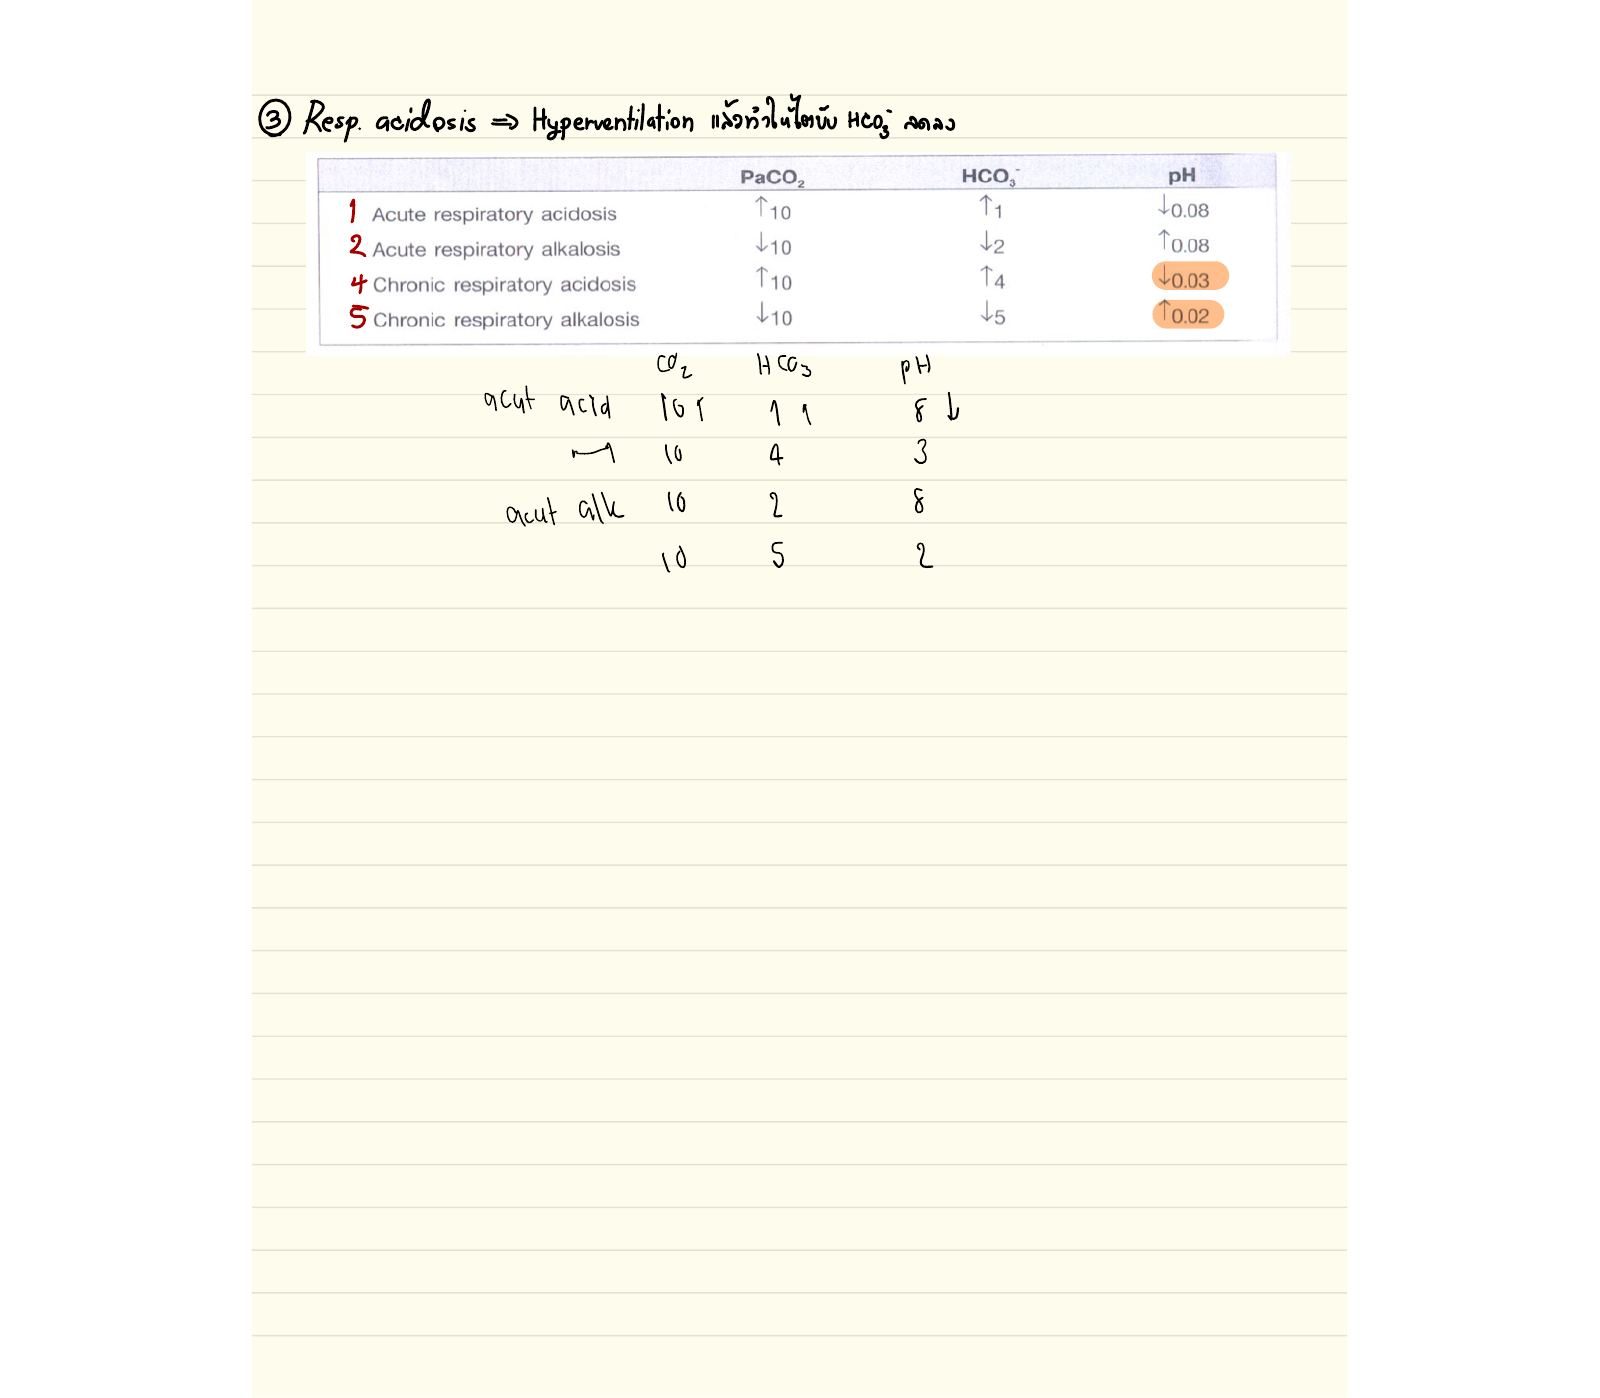 ③ Resp. acidosis ⇒ Hyperventilation แล้วทำให้ไตขับ HCO₃⁻ ลดลง
PaCO₂ HCO₃⁻ pH
1 Acute respiratory acidosis ↑10 ↑1 ↓0.08
2 Acute respiratory alkalosis ↓10 ↓2 ↑0.08
4 Chronic respiratory acidosis ↑10 ↑4 ↓0.03
5 Chronic respiratory alkalosis ↓10 ↓5 ↑0.02
CO₂ HCO₃ pH
acut acid 10↑ 1↑ 8↓
10 4 3
acut alk 10 2 8
10 5 2